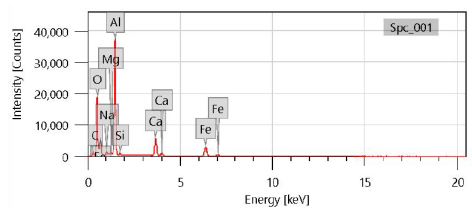 Spc_001
Intensity [Counts]
40,000
30,000
20,000
10,000
0
Al
Mg
O
Na
C
Si
Ca
Ca
Fe
Fe
0
5
10
15
20
Energy [keV]